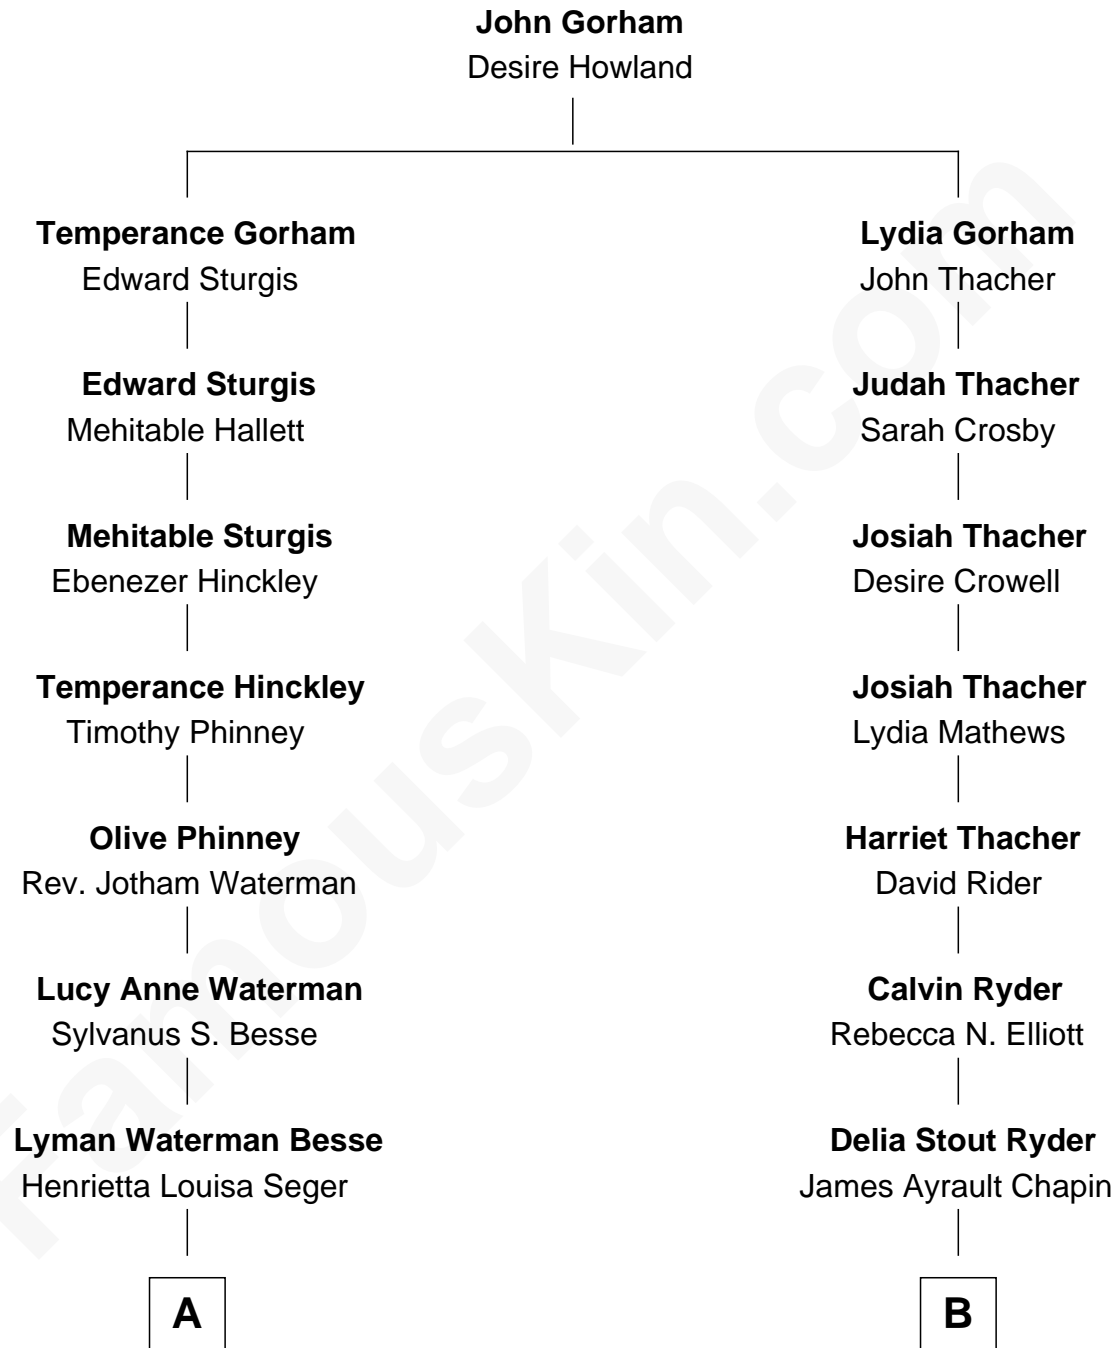 John Gorham
Desire Howland
Temperance Gorham
Edward Sturgis
Lydia Gorham
John Thacher
Edward Sturgis
Mehitable Hallett
Judah Thacher
Sarah Crosby
Mehitable Sturgis
Ebenezer Hinckley
Josiah Thacher
Desire Crowell
Temperance Hinckley
Timothy Phinney
Josiah Thacher
Lydia Mathews
Olive Phinney
Rev. Jotham Waterman
Harriet Thacher
David Rider
Lucy Anne Waterman
Sylvanus S. Besse
Calvin Ryder
Rebecca N. Elliott
Lyman Waterman Besse
Henrietta Louisa Seger
Delia Stout Ryder
James Ayrault Chapin
A
B
FamousKin.com